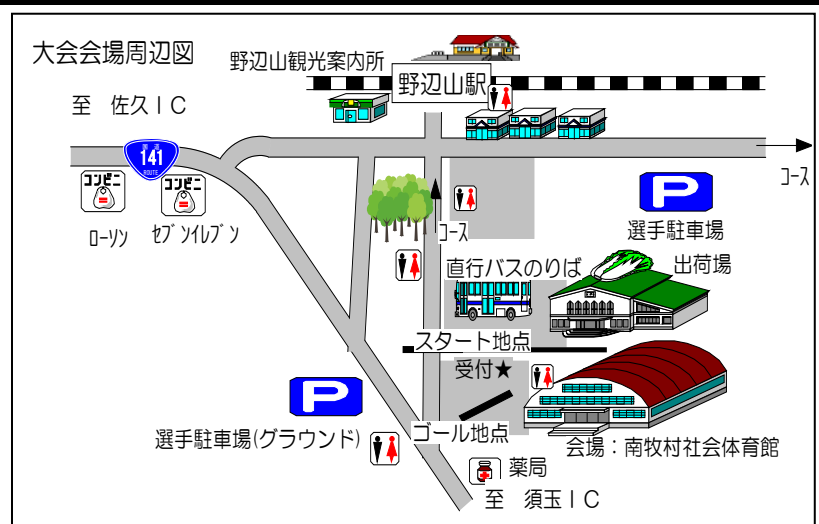 大会会場周辺図
野辺山観光案内所
野辺山駅
至 佐久IC
国道
141
ROUTE
コンビニ
コンビニ
ローソン
セブンイレブン
コース
P
選手駐車場
コース
直行バスのりば
出荷場
スタート地点
受付★
P
選手駐車場(グラウンド)
ゴール地点
会場：南牧村社会体育館
薬局
至 須玉IC